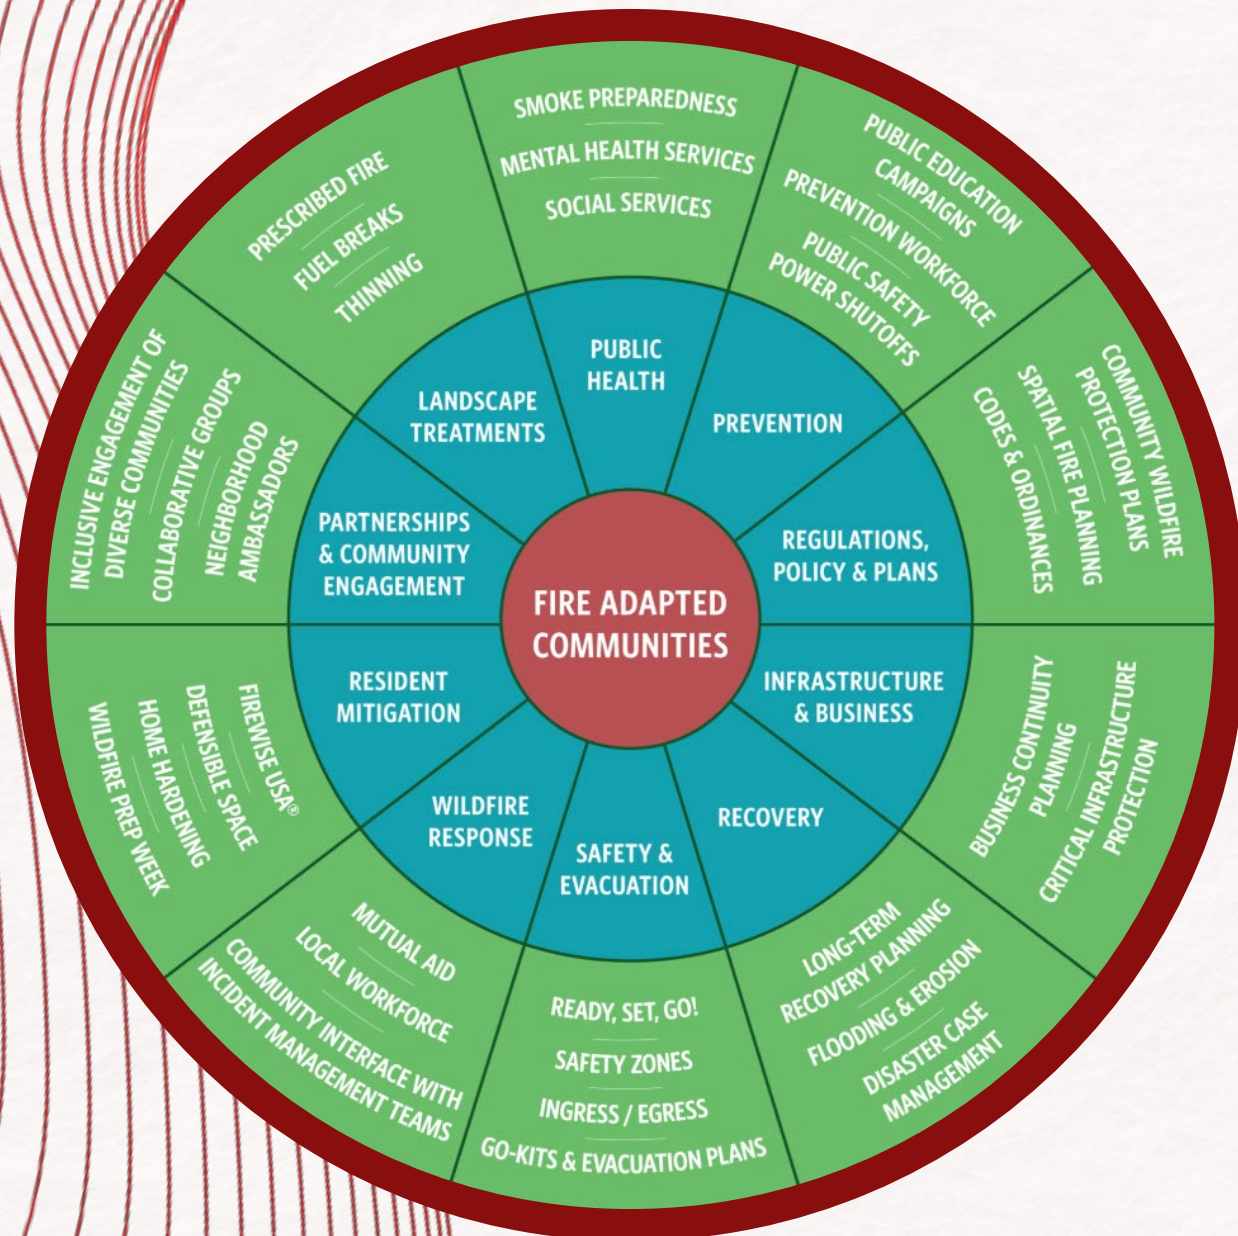 FIRE ADAPTED
COMMUNITIES
PUBLIC
HEALTH
SMOKE PREPAREDNESS
MENTAL HEALTH SERVICES
SOCIAL SERVICES
PREVENTION
PUBLIC EDUCATION
CAMPAIGNS
PREVENTION WORKFORCE
PUBLIC SAFETY
POWER SHUTOFFS
REGULATIONS,
POLICY & PLANS
COMMUNITY WILDFIRE
PROTECTION PLANS
SPATIAL FIRE PLANNING
CODES & ORDINANCES
INFRASTRUCTURE
& BUSINESS
BUSINESS CONTINUITY
PLANNING
CRITICAL INFRASTRUCTURE
PROTECTION
RECOVERY
LONG-TERM
RECOVERY PLANNING
FLOODING & EROSION
DISASTER CASE
MANAGEMENT
SAFETY &
EVACUATION
READY, SET, GO!
SAFETY ZONES
INGRESS / EGRESS
GO-KITS & EVACUATION PLANS
WILDFIRE
RESPONSE
MUTUAL AID
LOCAL WORKFORCE
COMMUNITY INTERFACE WITH
INCIDENT MANAGEMENT TEAMS
RESIDENT
MITIGATION
FIREWISE USA®
DEFENSIBLE SPACE
HOME HARDENING
WILDFIRE PREP WEEK
PARTNERSHIPS
& COMMUNITY
ENGAGEMENT
INCLUSIVE ENGAGEMENT OF
DIVERSE COMMUNITIES
COLLABORATIVE GROUPS
NEIGHBORHOOD
AMBASSADORS
LANDSCAPE
TREATMENTS
PRESCRIBED FIRE
FUEL BREAKS
THINNING